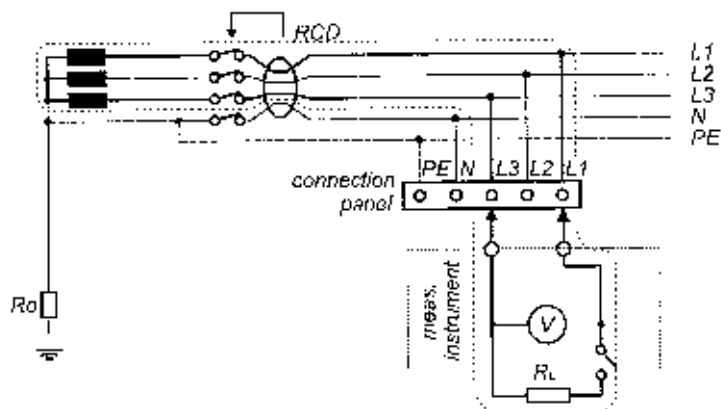 RCD
L1
L2
L3
N
PE
PE N L3 L2 L1
connection
panel
Ro
meas.
instrument
V
RL